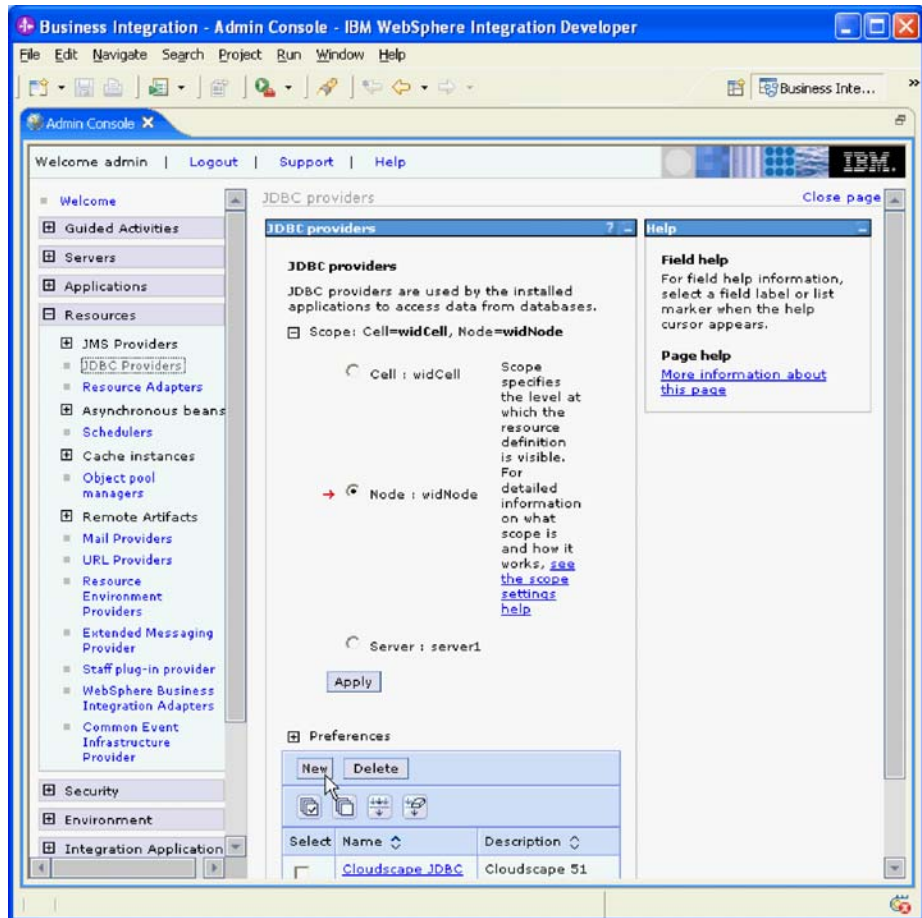 Business Integration - Admin Console - IBM WebSphere Integration Developer
File Edit Navigate Search Project Run Window Help
Business Inte...
»
Admin Console
Welcome admin | Logout | Support | Help
IBM.
Welcome
Guided Activities
Servers
Applications
Resources
JMS Providers
JDBC Providers
Resource Adapters
Asynchronous beans
Schedulers
Cache instances
Object pool
managers
Remote Artifacts
Mail Providers
URL Providers
Resource
Environment
Providers
Extended Messaging
Provider
Staff plug-in provider
WebSphere Business
Integration Adapters
Common Event
Infrastructure
Provider
Security
Environment
Integration Application
JDBC providers
Close page
JDBC providers
? -
JDBC providers
JDBC providers are used by the installed
applications to access data from databases.
Scope: Cell=widCell, Node=widNode
Cell : widCell
Node : widNode
Server : server1
Scope
specifies
the level at
which the
resource
definition
is visible.
For
detailed
information
on what
scope is
and how it
works, see
the scope
settings
help
Apply
Preferences
New Delete
Select Name Description
Cloudscape JDBC Cloudscape 51
Help
-
Field help
For field help information,
select a field label or list
marker when the help
cursor appears.
Page help
More information about
this page